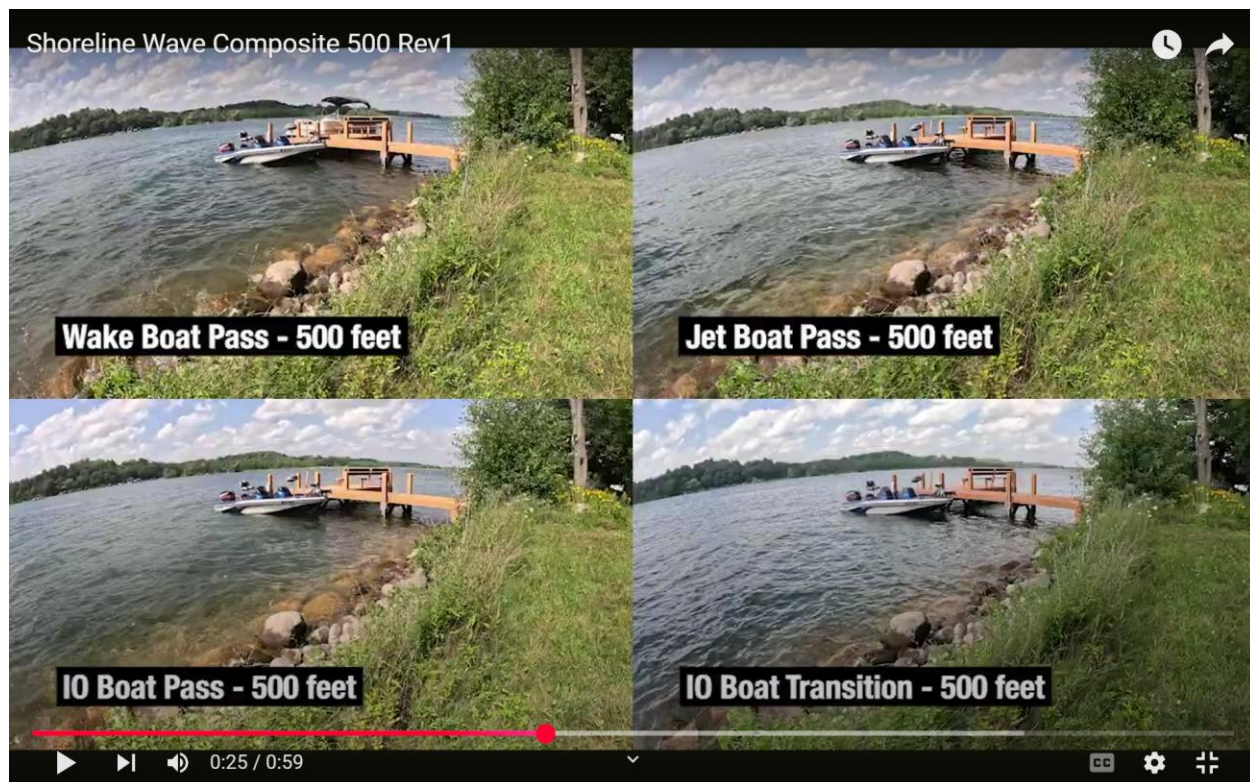 Shoreline Wave Composite 500 Rev1
Wake Boat Pass - 500 feet
Jet Boat Pass - 500 feet
IO Boat Pass - 500 feet
IO Boat Transition - 500 feet
0:25 / 0:59
CC